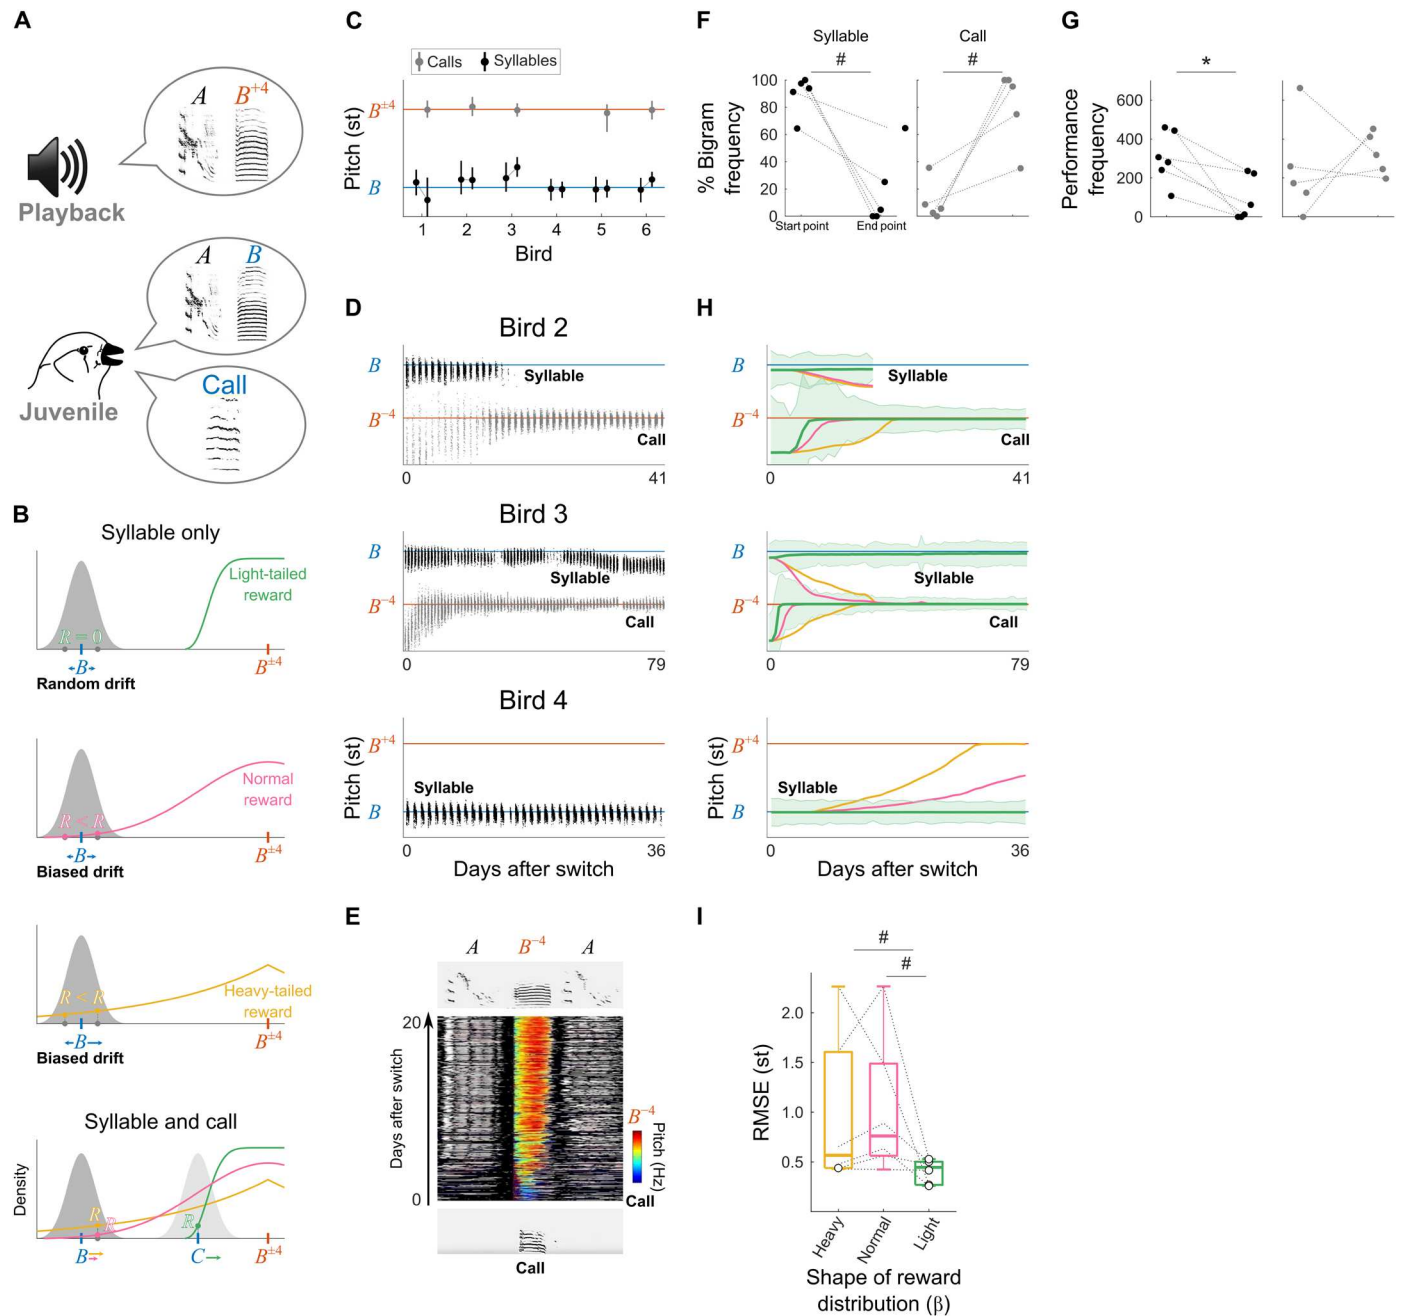 A
A
B+4
Playback
A
B
Call
Juvenile
B
Syllable only
Light-tailed
reward
R = 0
B
B±4
Random drift
Normal
reward
R < R
B
B±4
Biased drift
R < R
Heavy-tailed
reward
B
B±4
Biased drift
Syllable and call
Density
R
R
R
B
C
B±4
C
Calls
Syllables
Pitch (st)
B±4
B
1 2 3 4 5 6
Bird
D
Bird 2
B
Syllable
B−4
Call
0 41
Bird 3
B
Syllable
B−4
Call
0 79
Bird 4
Pitch (st)
B+4
Syllable
B
0 36
Days after switch
E
A B−4 A
20
Days after switch
0
B−4
Pitch (Hz)
Call
Call
F
Syllable
#
Call
#
% Bigram
frequency
100
80
60
40
20
0
Start point End point
G
*
Performance
frequency
600
400
200
0
H
B
Syllable
B−4
Call
0 41
B
Syllable
B−4
Call
0 79
Pitch (st)
B+4
Syllable
B
0 36
Days after switch
I
#
#
RMSE (st)
2.0
1.5
1.0
0.5
Heavy
Normal
Light
Shape of reward
distribution (β)